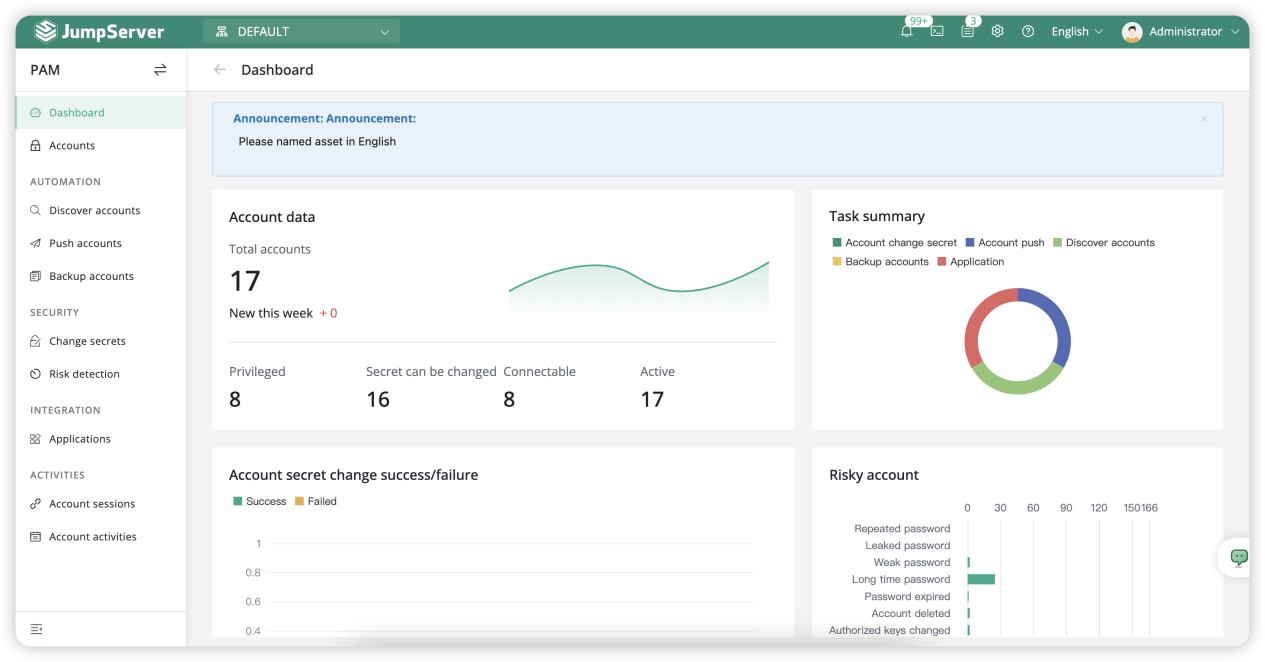 JumpServer
DEFAULT
99+
3
English
Administrator
PAM
Dashboard
Dashboard
Accounts
AUTOMATION
Discover accounts
Push accounts
Backup accounts
SECURITY
Change secrets
Risk detection
INTEGRATION
Applications
ACTIVITIES
Account sessions
Account activities
Announcement: Announcement:
Please named asset in English
Account data
Total accounts
17
New this week + 0
Privileged Secret can be changed Connectable Active
8 16 8 17
Task summary
Account change secret Account push Discover accounts
Backup accounts Application
Account secret change success/failure
Success Failed
1
0.8
0.6
0.4
Risky account
0 30 60 90 120 150 166
Repeated password
Leaked password
Weak password
Long time password
Password expired
Account deleted
Authorized keys changed